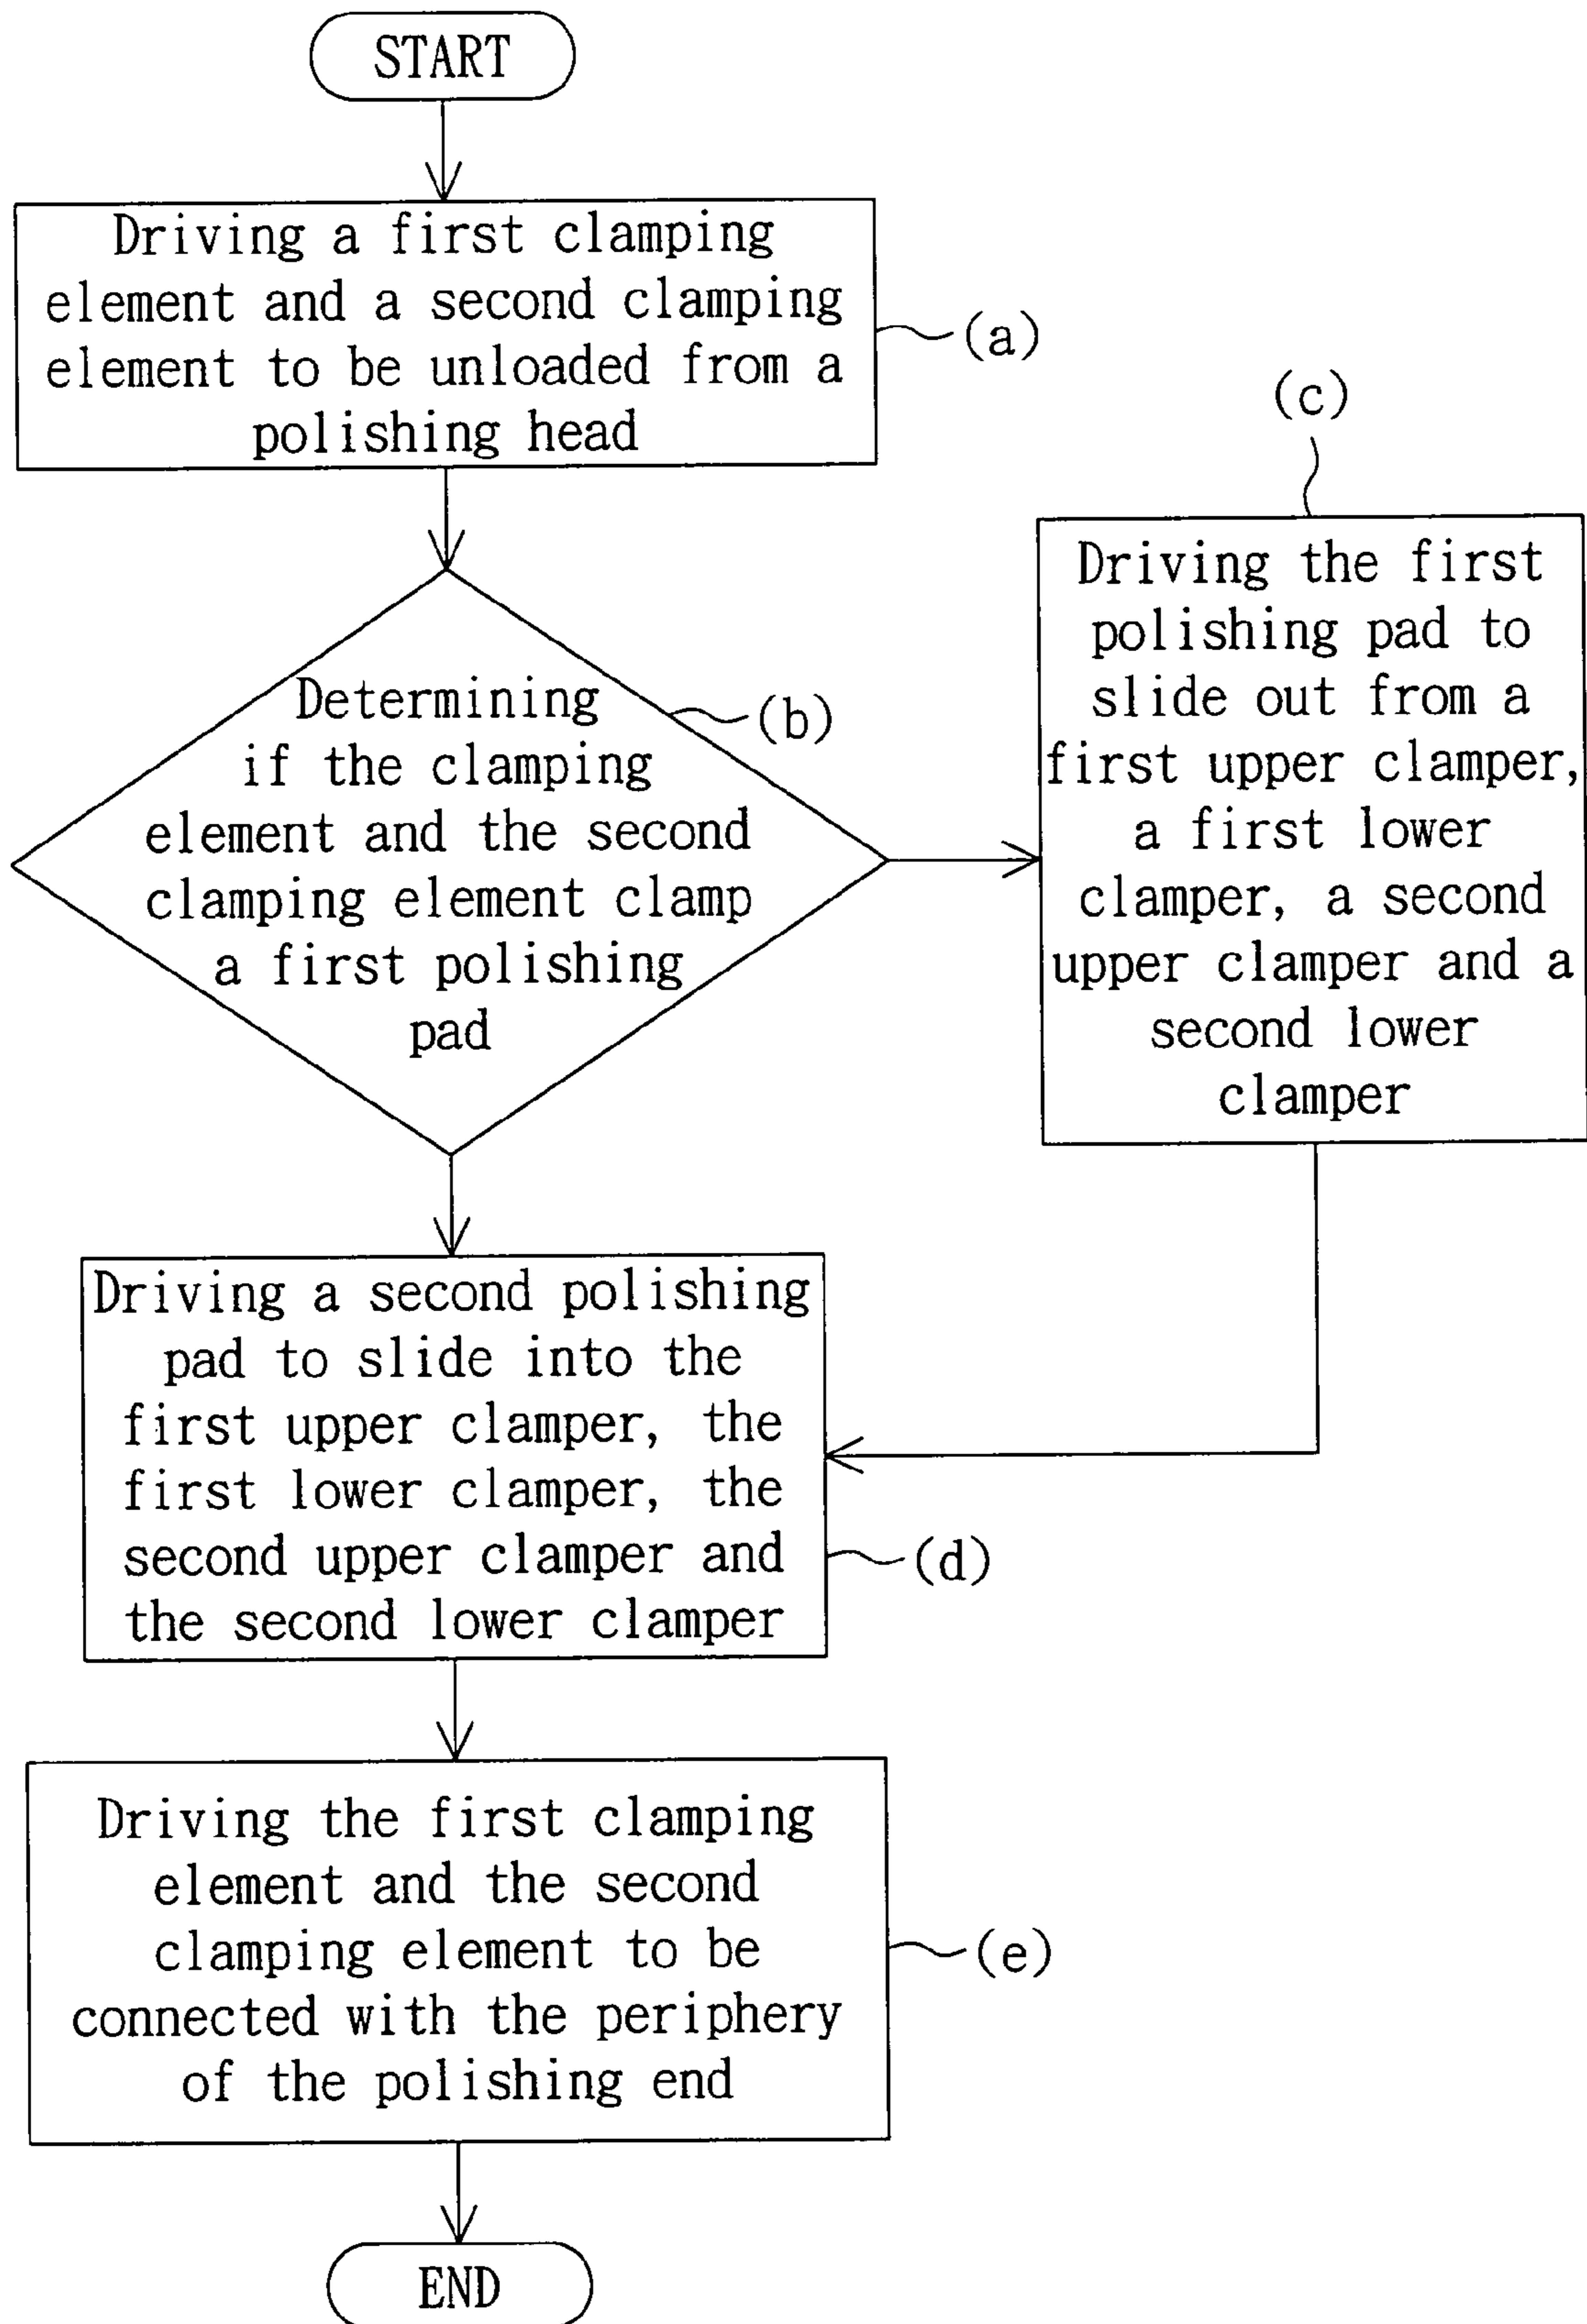 START
Driving a first clamping
element and a second clamping
element to be unloaded from a
polishing head
(a)
Determining
if the clamping
element and the second
clamping element clamp
a first polishing
pad
(b)
(c)
Driving the first
polishing pad to
slide out from a
first upper clamper,
a first lower
clamper, a second
upper clamper and a
second lower
clamper
Driving a second polishing
pad to slide into the
first upper clamper, the
first lower clamper, the
second upper clamper and
the second lower clamper
(d)
Driving the first clamping
element and the second
clamping element to be
connected with the periphery
of the polishing end
(e)
END